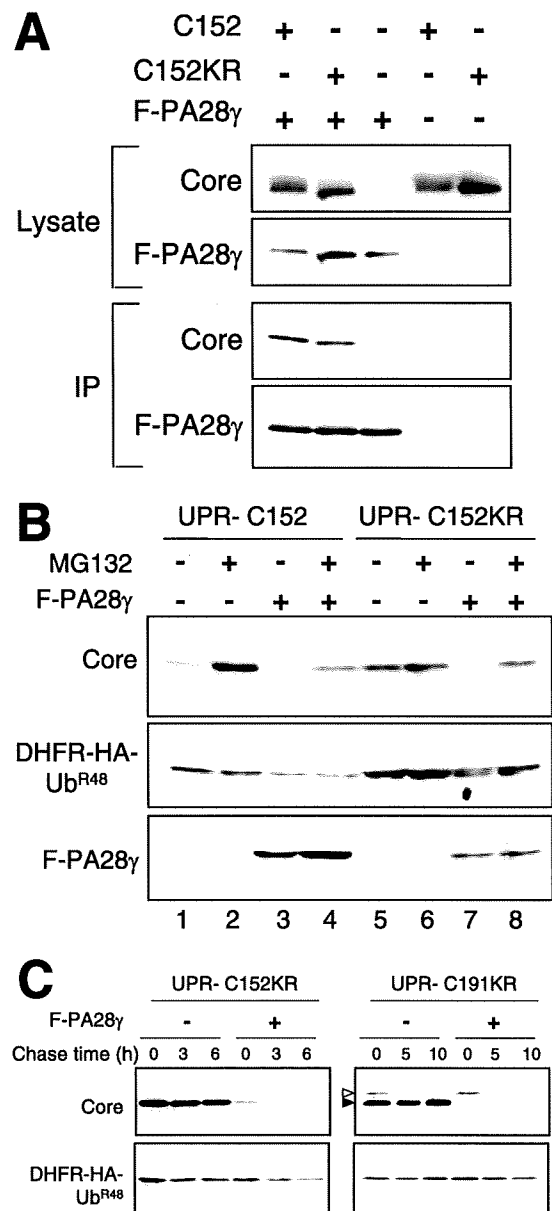 A
C152 + - - + -
C152KR - + - - +
F-PA28γ + + + - -
Lysate
Core
F-PA28γ
IP
Core
F-PA28γ
B
UPR- C152 UPR- C152KR
MG132 - + - + - + - +
F-PA28γ - - + + - - + +
Core
DHFR-HA-
Ub^R48
F-PA28γ
1 2 3 4 5 6 7 8
C
UPR- C152KR UPR- C191KR
F-PA28γ - + - +
Chase time (h) 0 3 6 0 3 6 0 5 10 0 5 10
Core
DHFR-HA-
Ub^R48